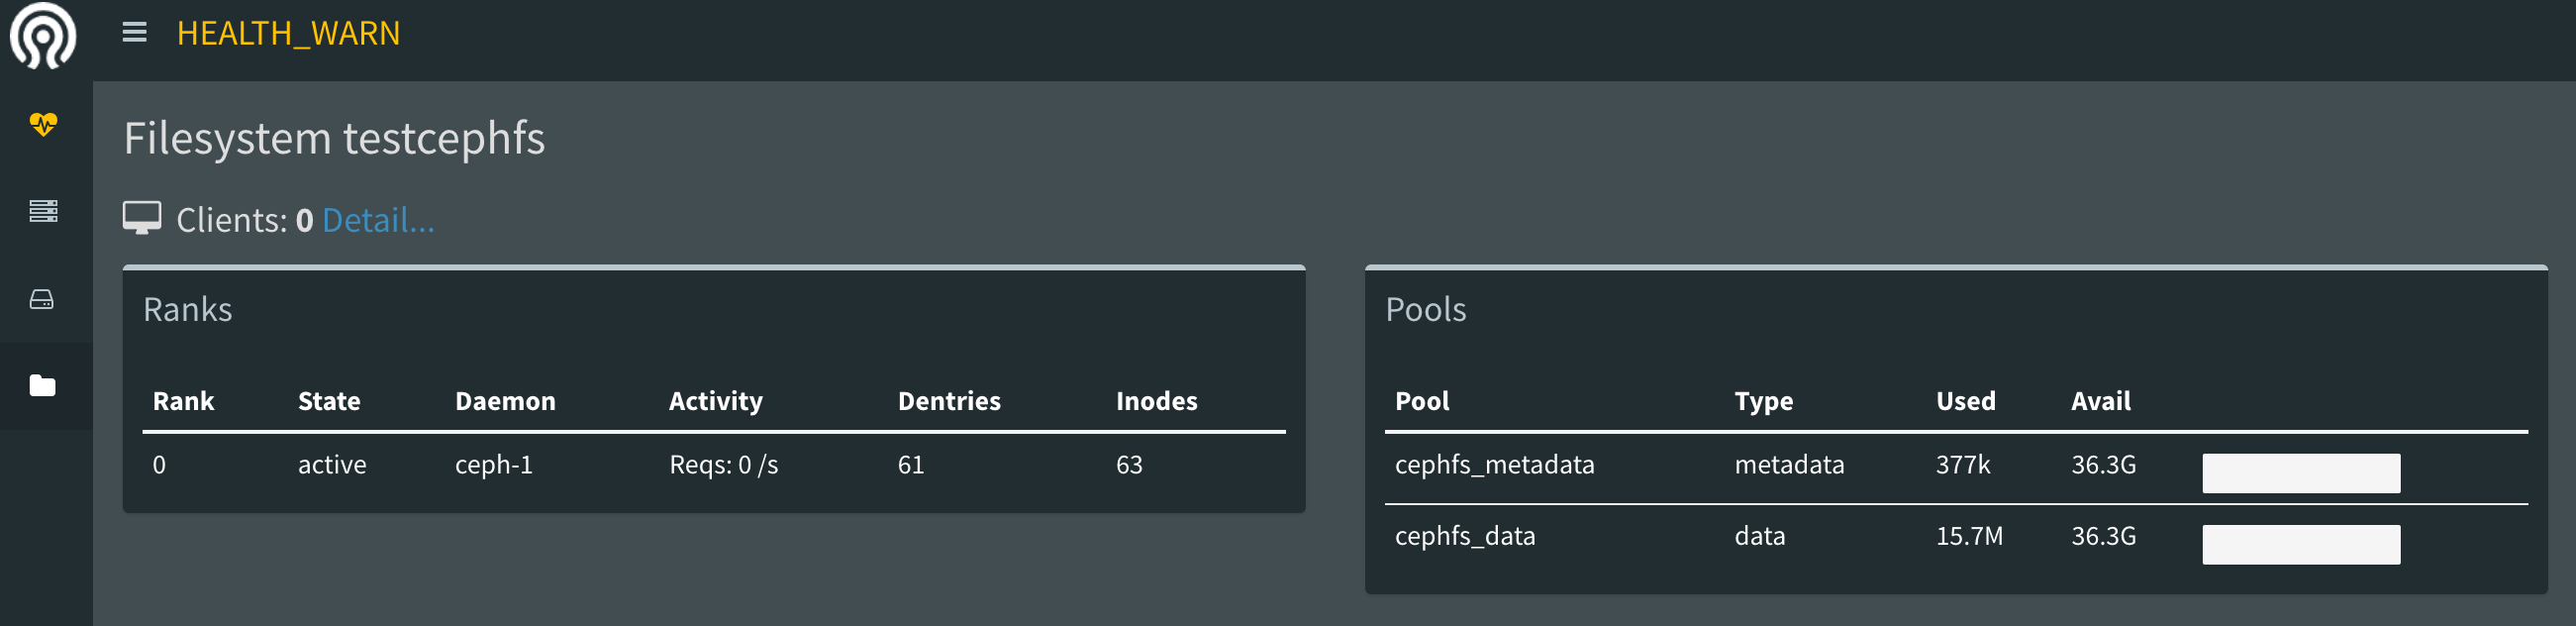 HEALTH_WARN
Filesystem testcephfs
Clients: 0 Detail...
Ranks
Rank State Daemon Activity Dentries Inodes
0 active ceph-1 Reqs: 0 /s 61 63
Pools
Pool Type Used Avail
cephfs_metadata metadata 377k 36.3G
cephfs_data data 15.7M 36.3G